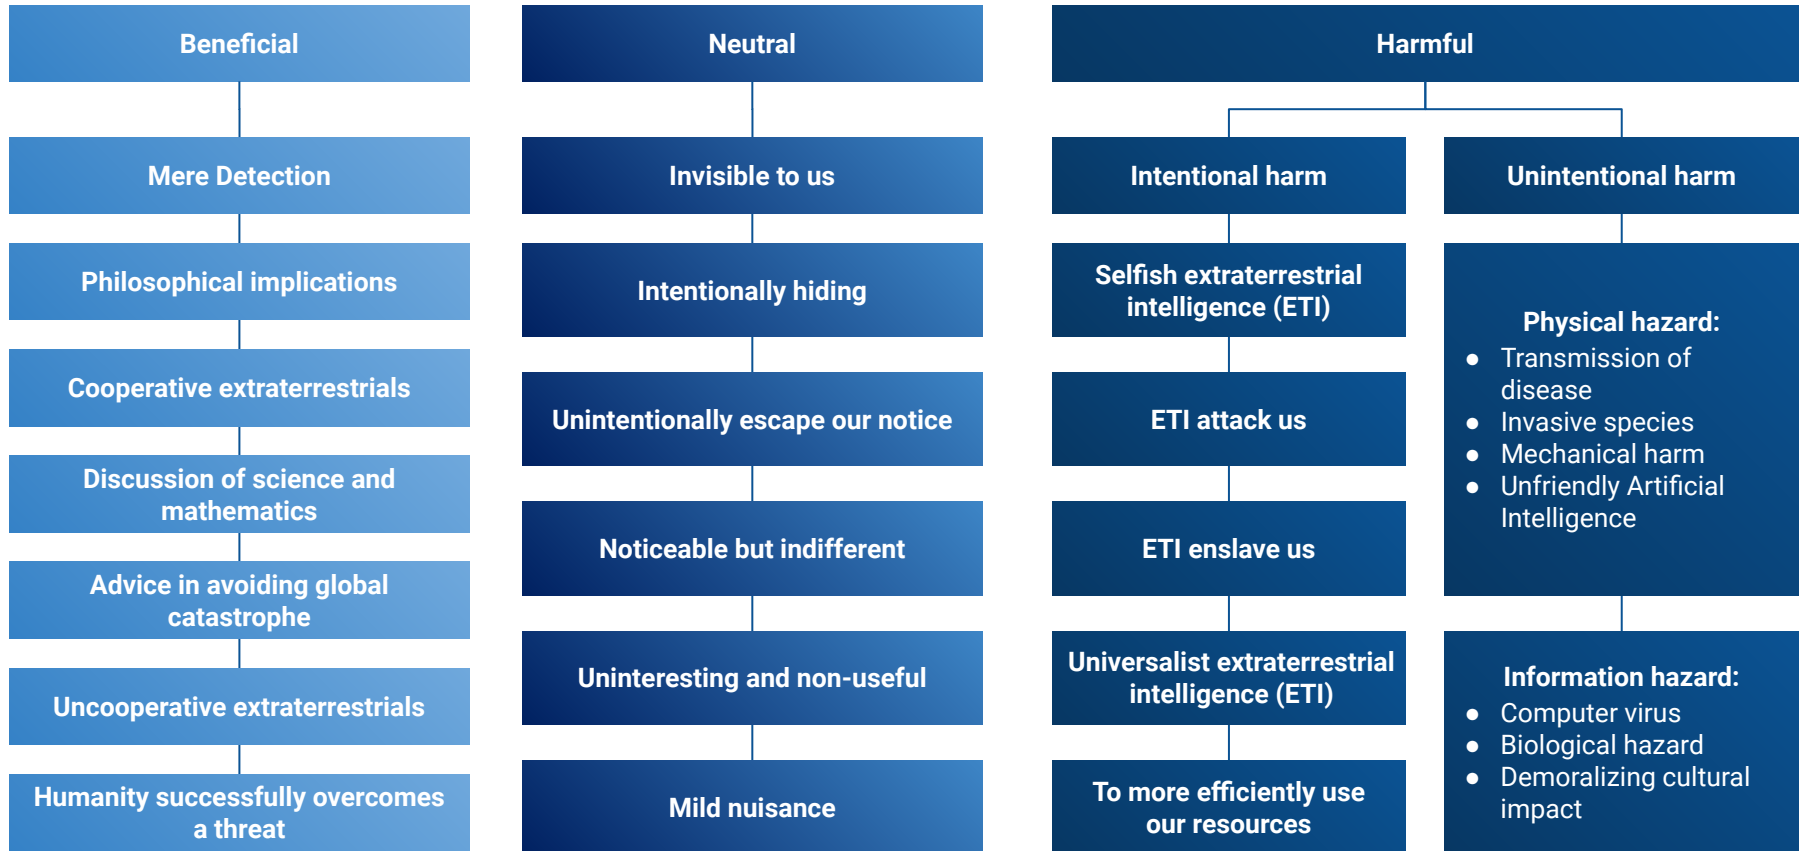 Beneficial
Mere Detection
Philosophical implications
Cooperative extraterrestrials
Discussion of science and
mathematics
Advice in avoiding global
catastrophe
Uncooperative extraterrestrials
Humanity successfully overcomes
a threat
Neutral
Invisible to us
Intentionally hiding
Unintentionally escape our notice
Noticeable but indifferent
Uninteresting and non-useful
Mild nuisance
Harmful
Intentional harm
Selfish extraterrestrial
intelligence (ETI)
ETI attack us
ETI enslave us
Universalist extraterrestrial
intelligence (ETI)
To more efficiently use
our resources
Unintentional harm
Physical hazard:
● Transmission of
disease
● Invasive species
● Mechanical harm
● Unfriendly Artificial
Intelligence
Information hazard:
● Computer virus
● Biological hazard
● Demoralizing cultural
impact